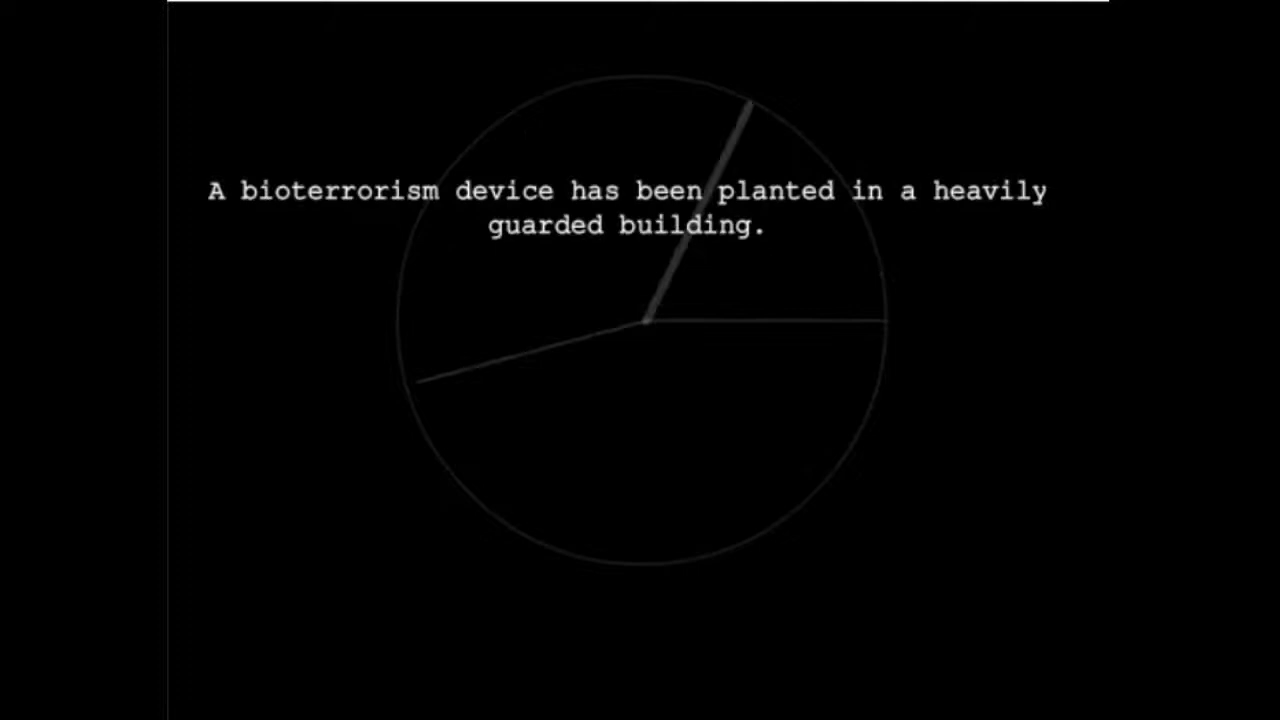 A bioterrorism device has been planted in a heavily
guarded building.